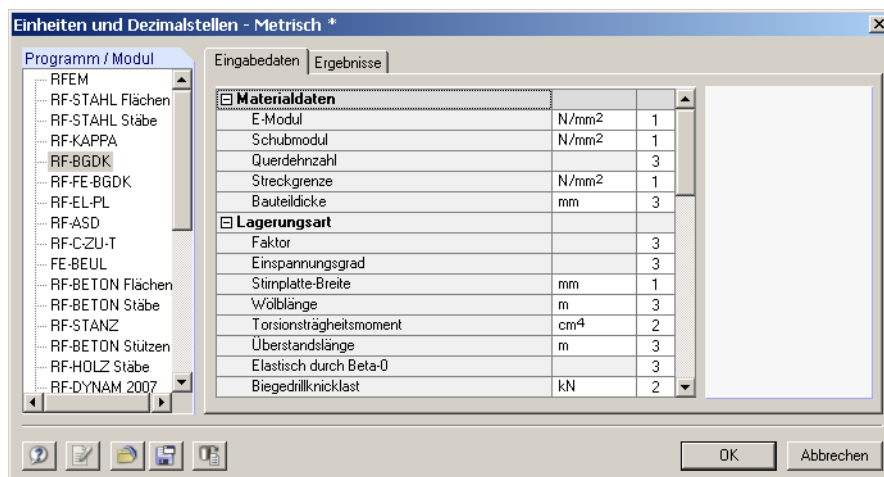 Einheiten und Dezimalstellen - Metrisch *
Programm / Modul
RFEM
RF-STAHL Flächen
RF-STAHL Stäbe
RF-KAPPA
RF-BGDK
RF-FE-BGDK
RF-EL-PL
RF-ASD
RF-C-ZU-T
FE-BEUL
RF-BETON Flächen
RF-BETON Stäbe
RF-STANZ
RF-BETON Stützen
RF-HOLZ Stäbe
RF-DYNAM 2007
Eingabedaten Ergebnisse
Materialdaten
E-Modul N/mm2 1
Schubmodul N/mm2 1
Querdehnzahl 3
Streckgrenze N/mm2 1
Bauteildicke mm 3
Lagerungsart
Faktor 3
Einspannungsgrad 3
Stirnplatte-Breite mm 1
Wölblänge m 3
Torsionsträgheitsmoment cm4 2
Überstandslänge m 3
Elastisch durch Beta-0 3
Biegedrillknicklast kN 2
OK Abbrechen